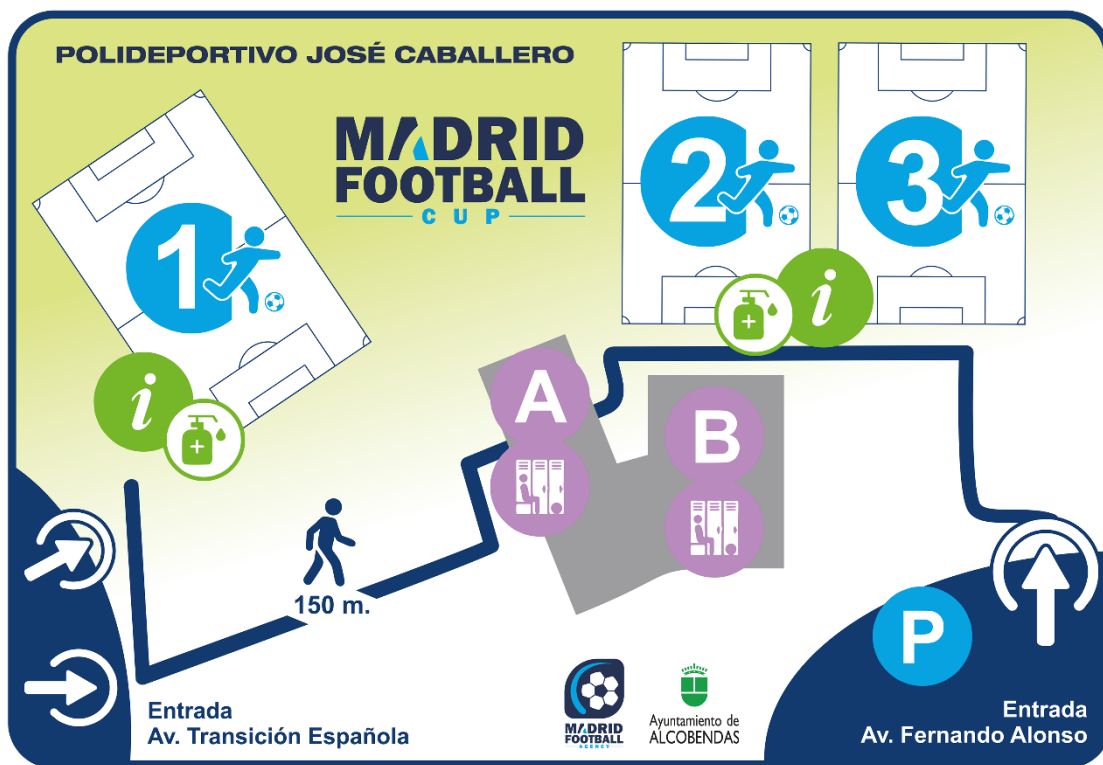 POLIDEPORTIVO JOSÉ CABALLERO
MADRID
FOOTBALL
CUP
1
2
3
i
i
A
B
150 m.
P
Entrada
Av. Transición Española
MADRID
FOOTBALL
AGENCY
Ayuntamiento de
ALCOBENDAS
Entrada
Av. Fernando Alonso